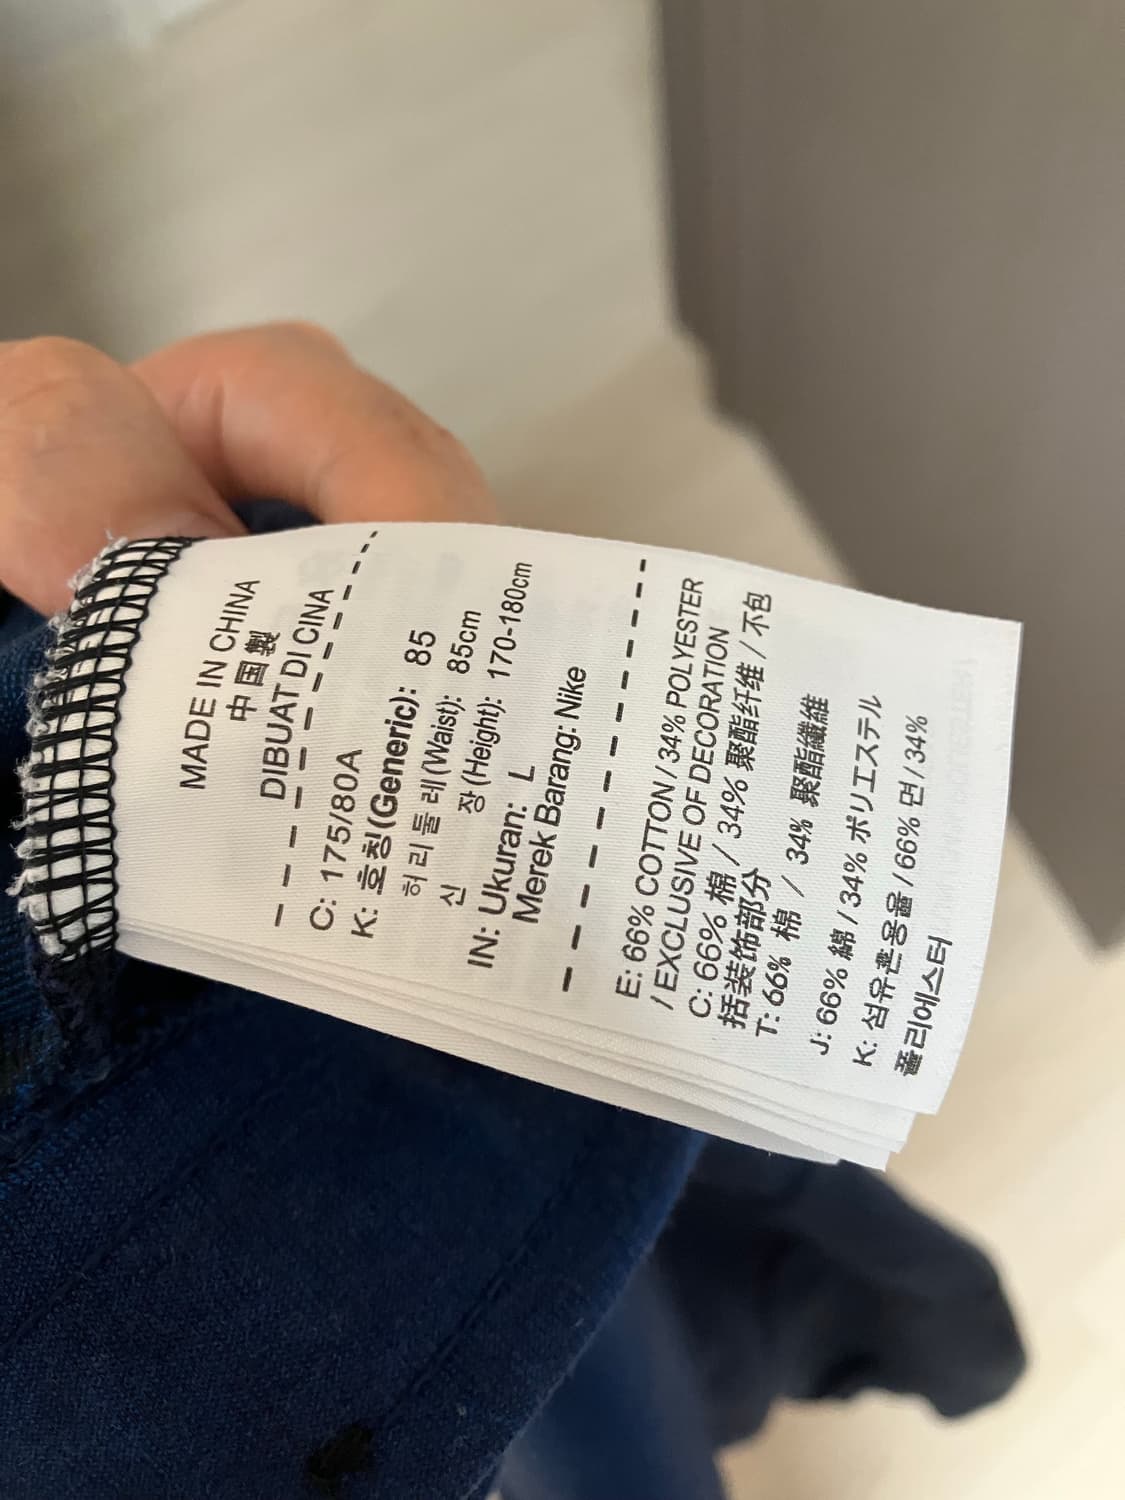 MADE IN CHINA
中国製
DIBUAT DI CINA
C: 175/80A
K: 호칭(Generic): 85
허리둘레(Waist): 85cm
신 장(Height): 170-180cm
IN: Ukuran: L
Merek Barang: Nike
E: 66% COTTON / 34% POLYESTER
/ EXCLUSIVE OF DECORATION
C: 66% 棉 / 34% 聚酯纤维 / 不包
括装饰部分
T: 66% 棉 / 34% 聚酯纖維
J: 66% 綿 / 34% ポリエステル
K: 섬유혼용율 / 66% 면 / 34%
폴리에스터